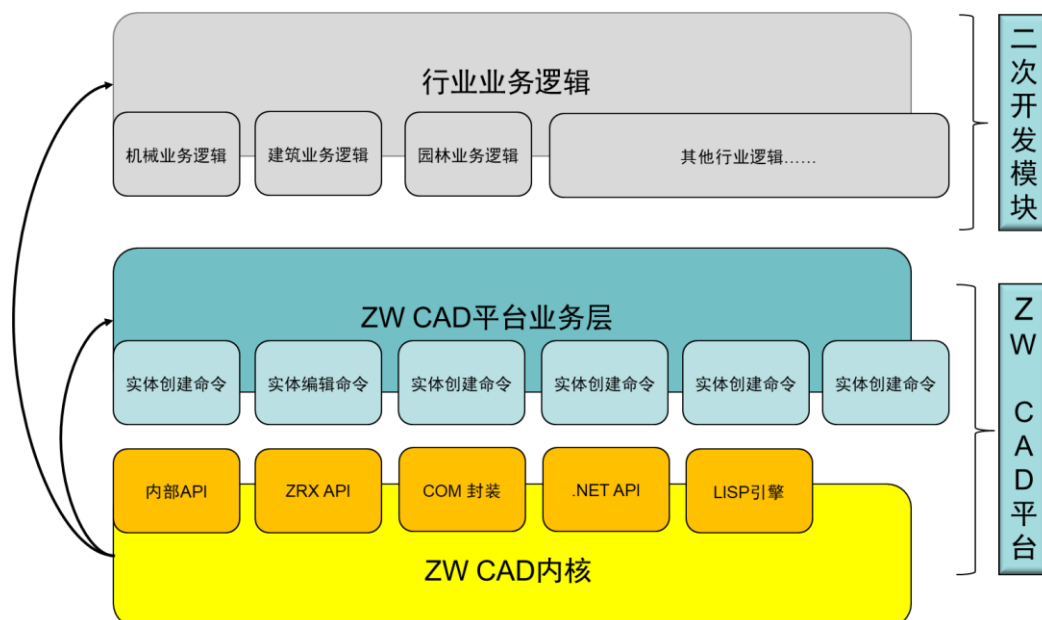 行业业务逻辑
机械业务逻辑
建筑业务逻辑
园林业务逻辑
其他行业逻辑......
二次开发模块
ZW CAD平台业务层
实体创建命令
实体编辑命令
实体创建命令
实体创建命令
实体创建命令
实体创建命令
内部API
ZRX API
COM 封装
.NET API
LISP引擎
ZW CAD内核
ZW CAD平台